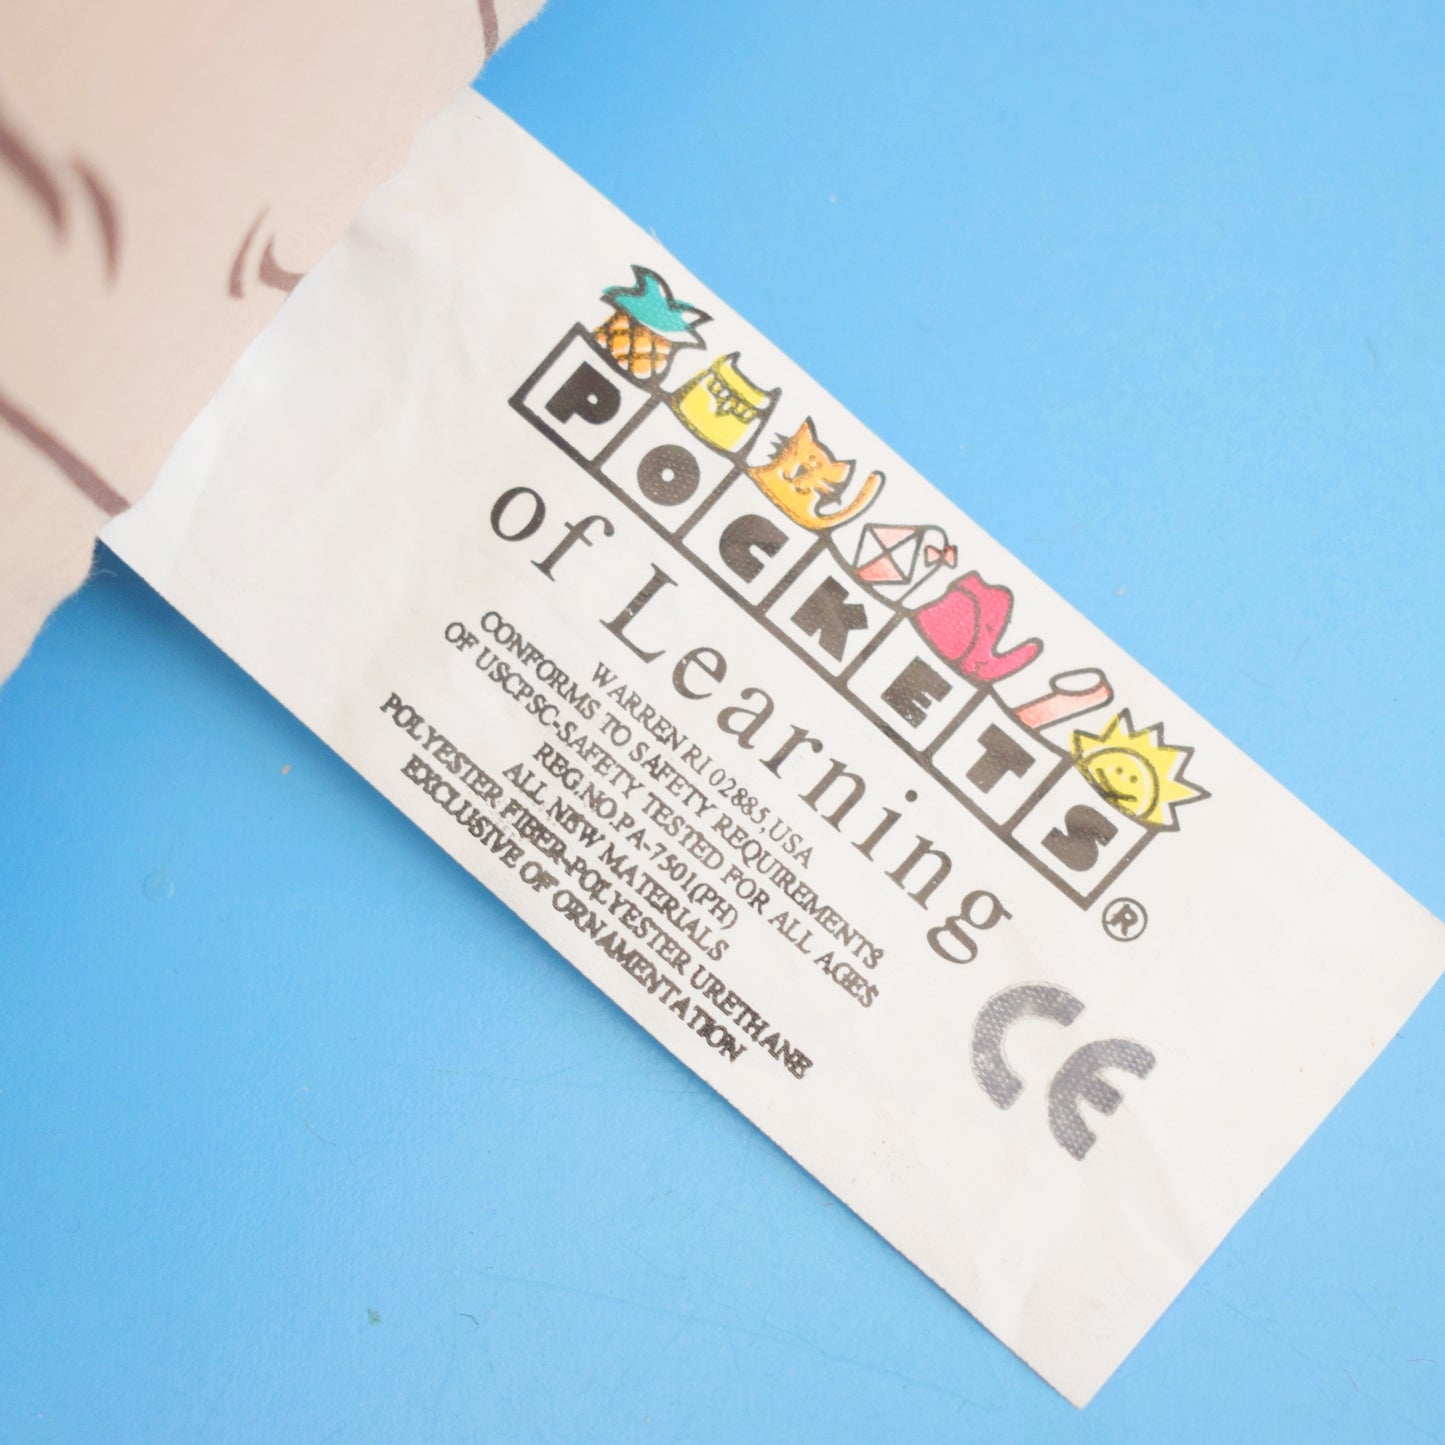 POCKETS®
of Learning
WARREN RI 02885, USA
CONFORMS TO SAFETY REQUIREMENTS
OF USCPSC-SAFETY TESTED FOR ALL AGES
REG.NO.PA-7501(PH)
ALL NEW MATERIALS
POLYESTER FIBER-POLYESTER URETHANE
EXCLUSIVE OF ORNAMENTATION
CE